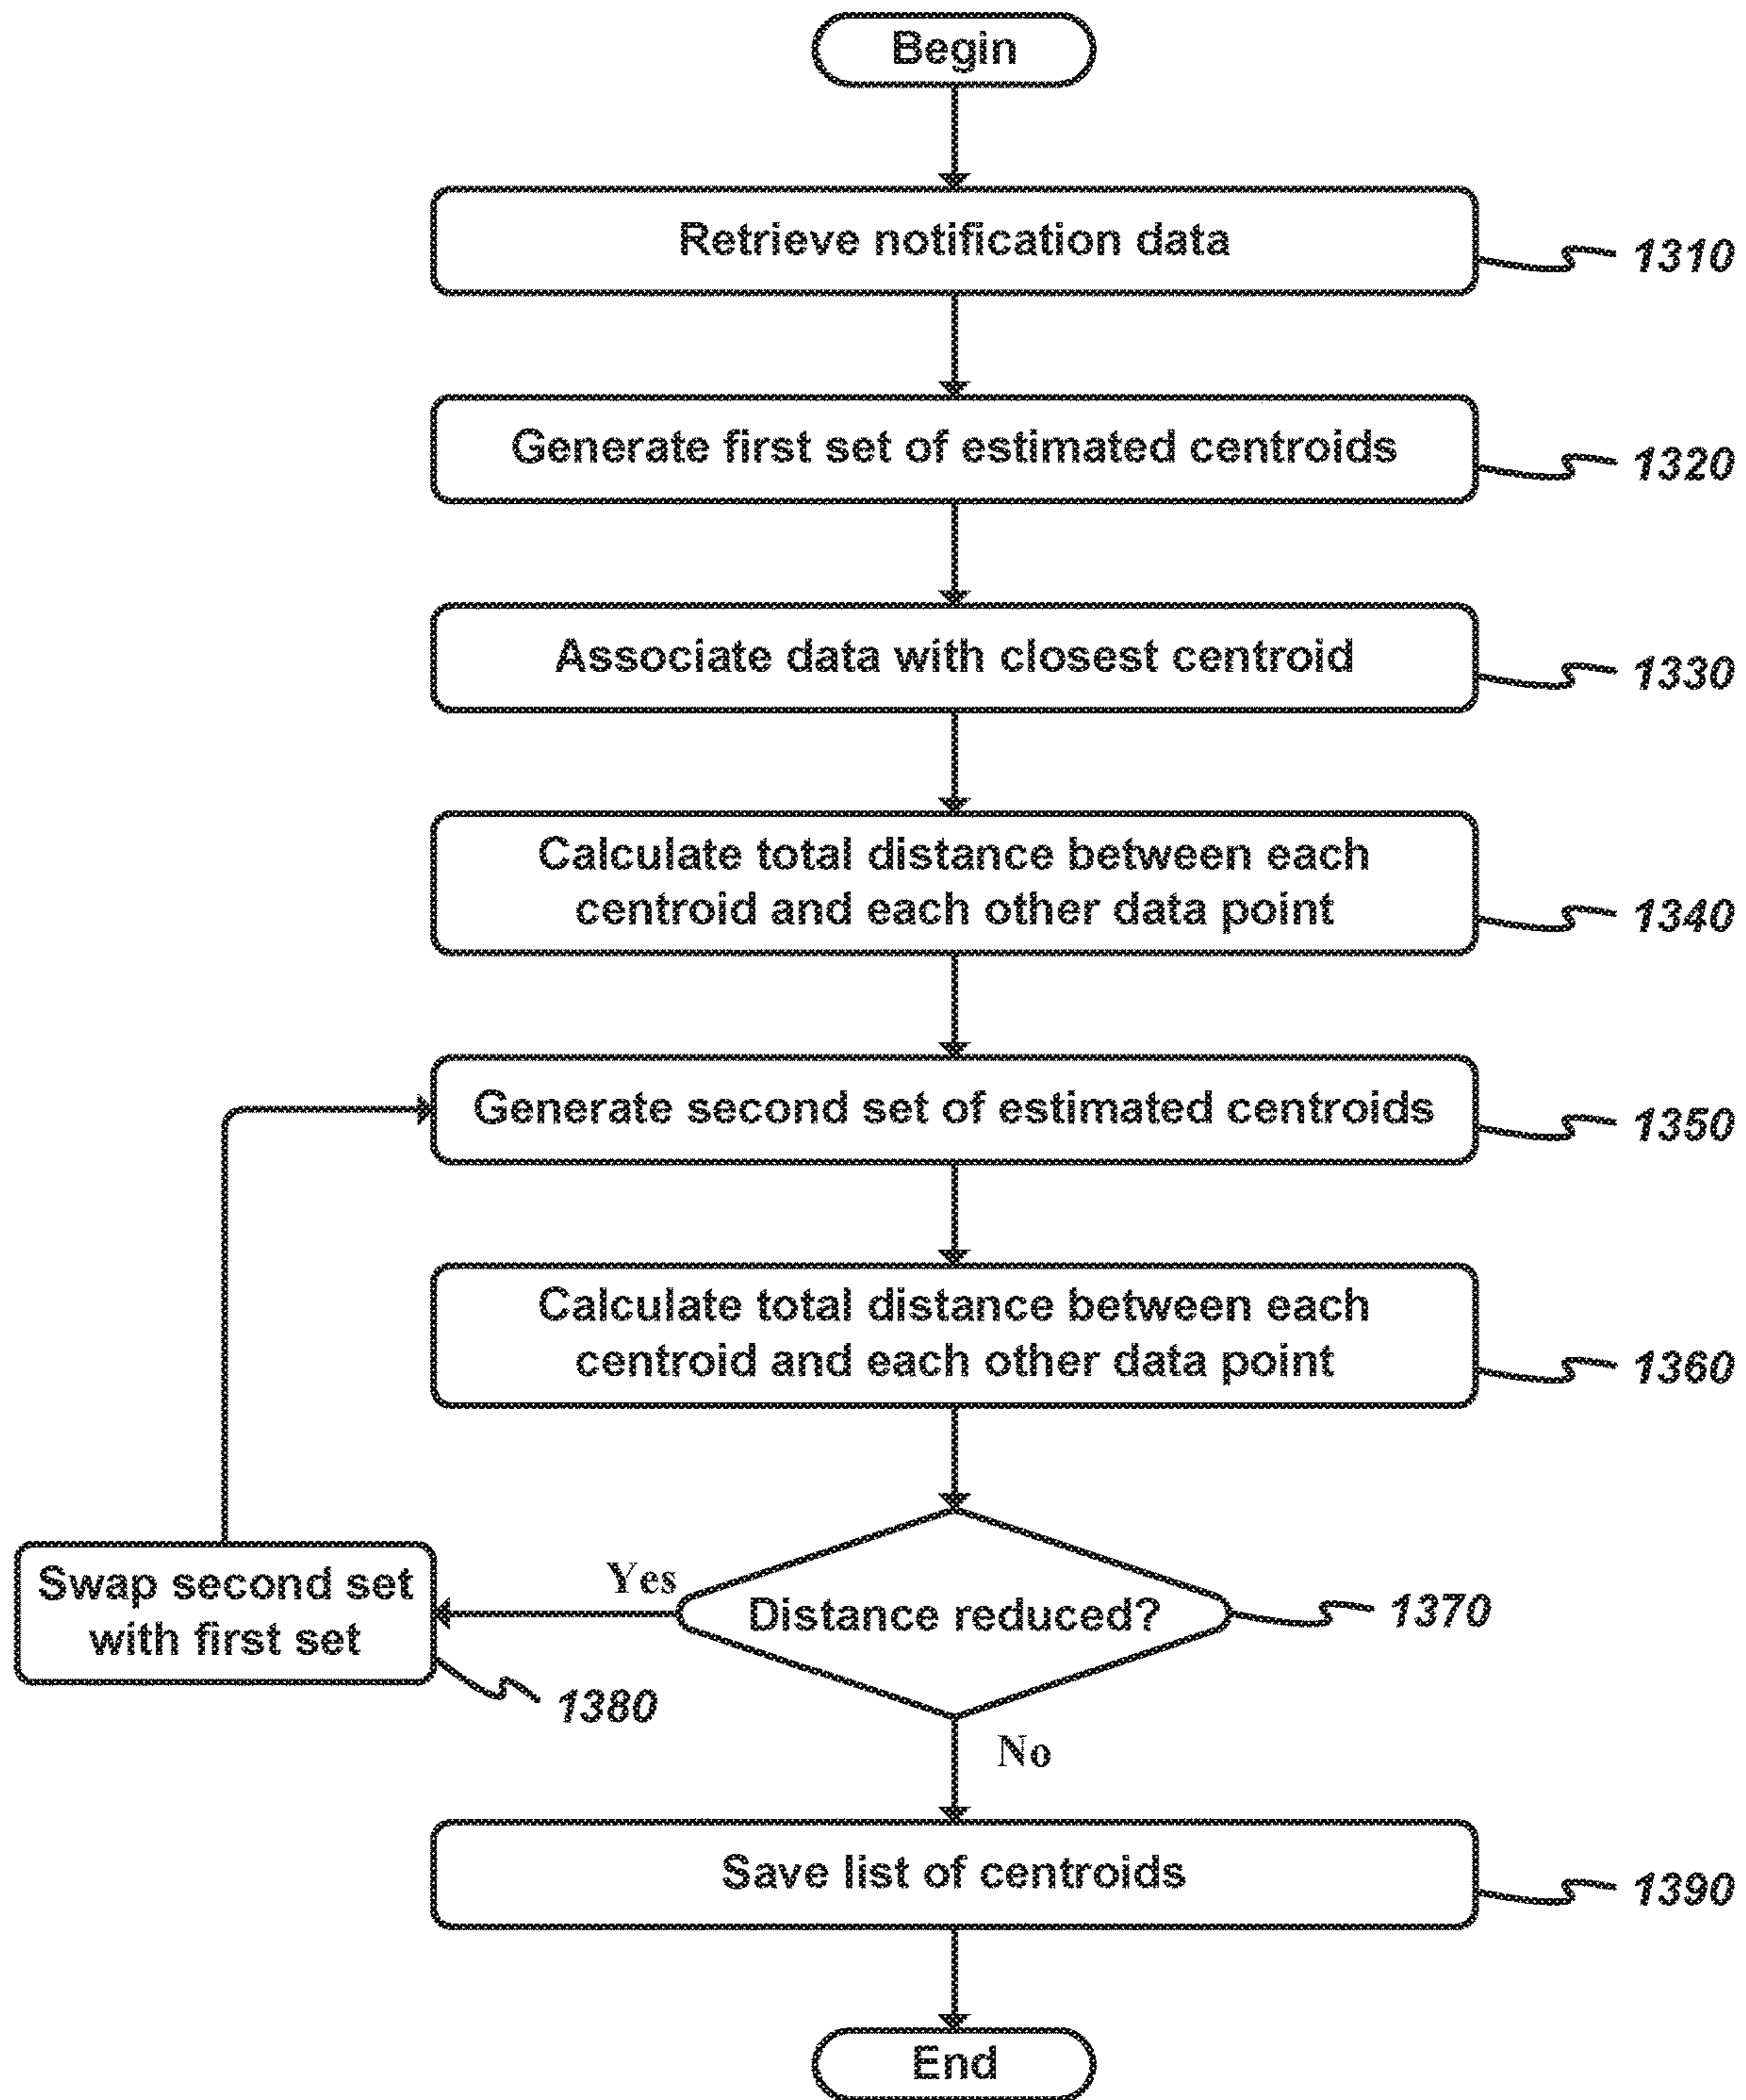 Begin
Retrieve notification data
1310
Generate first set of estimated centroids
1320
Associate data with closest centroid
1330
Calculate total distance between each
centroid and each other data point
1340
Generate second set of estimated centroids
1350
Calculate total distance between each
centroid and each other data point
1360
Distance reduced?
1370
Yes
Swap second set
with first set
1380
No
Save list of centroids
1390
End